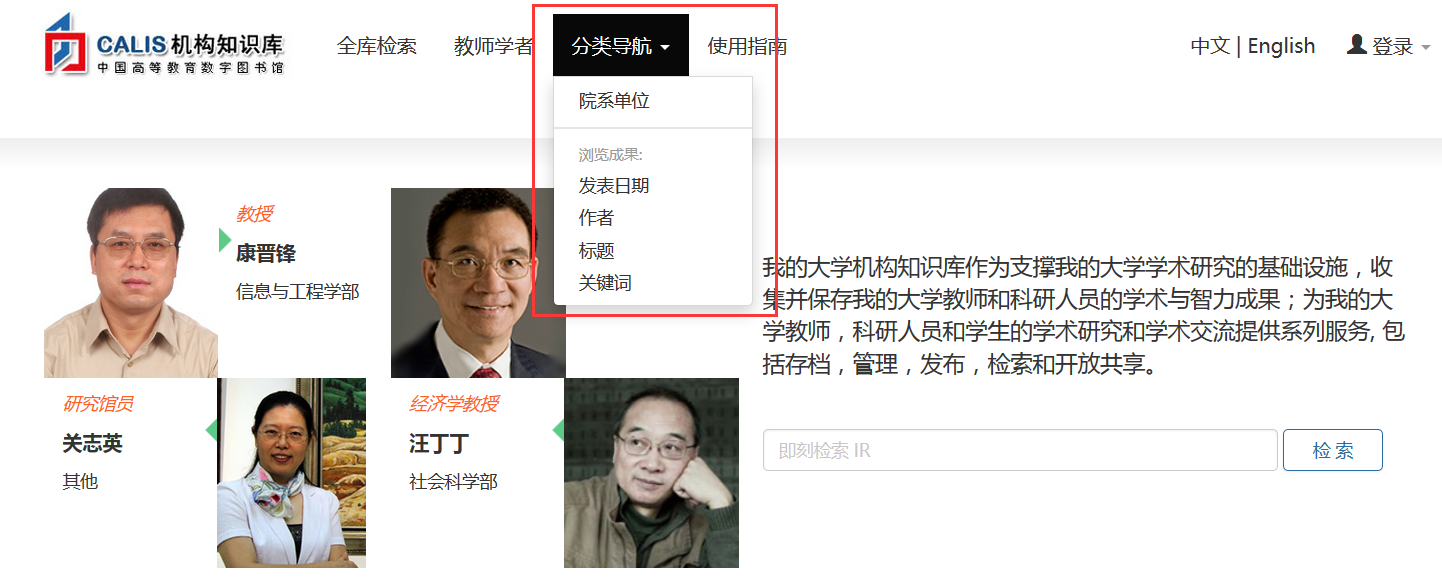 CALIS机构知识库
中国高等教育数字图书馆
全库检索
教师学者
分类导航
使用指南
中文 | English
登录
院系单位
浏览成果:
发表日期
作者
标题
关键词
教授
康晋锋
信息与工程学部
研究馆员
关志英
其他
经济学教授
汪丁丁
社会科学部
我的大学机构知识库作为支撑我的大学学术研究的基础设施，收
集并保存我的大学教师和科研人员的学术与智力成果；为我的大
学教师，科研人员和学生的学术研究和学术交流提供系列服务, 包
括存档，管理，发布，检索和开放共享。
即刻检索 IR
检 索